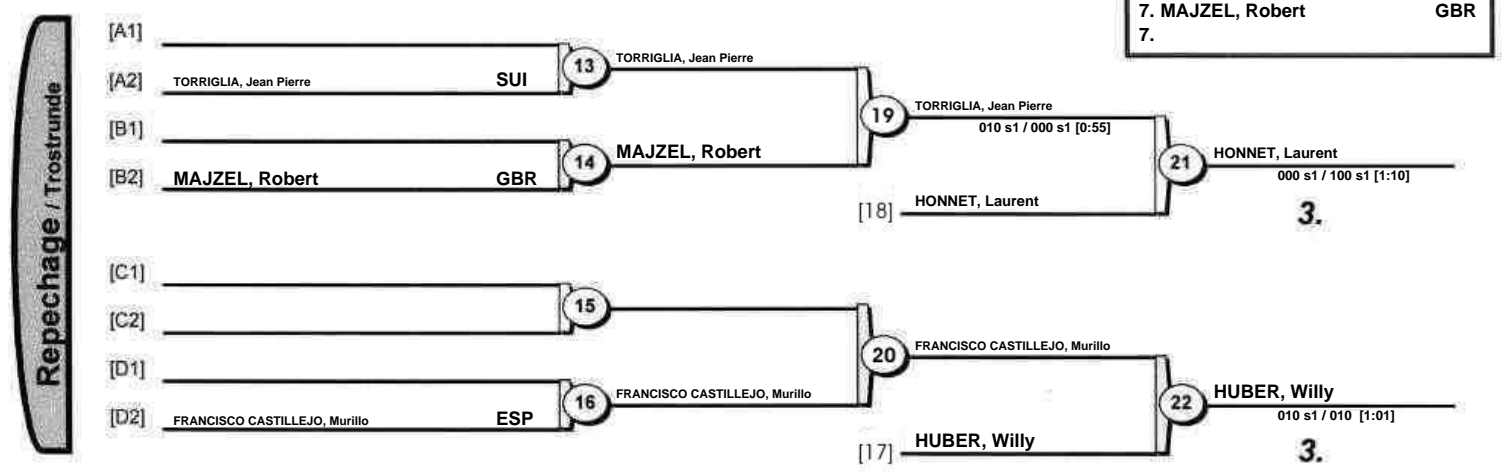 7. MAJZEL, Robert GBR
7.
Repechage / Trostrunde
[A1]
[A2] TORRIGLIA, Jean Pierre SUI
13
TORRIGLIA, Jean Pierre
[B1]
[B2] MAJZEL, Robert GBR
14
MAJZEL, Robert
19
TORRIGLIA, Jean Pierre
010 s1 / 000 s1 [0:55]
[18] HONNET, Laurent
21
HONNET, Laurent
000 s1 / 100 s1 [1:10]
3.
[C1]
[C2]
15
[D1]
[D2] FRANCISCO CASTILLEJO, Murillo ESP
16
FRANCISCO CASTILLEJO, Murillo
20
FRANCISCO CASTILLEJO, Murillo
[17] HUBER, Willy
22
HUBER, Willy
010 s1 / 010 [1:01]
3.